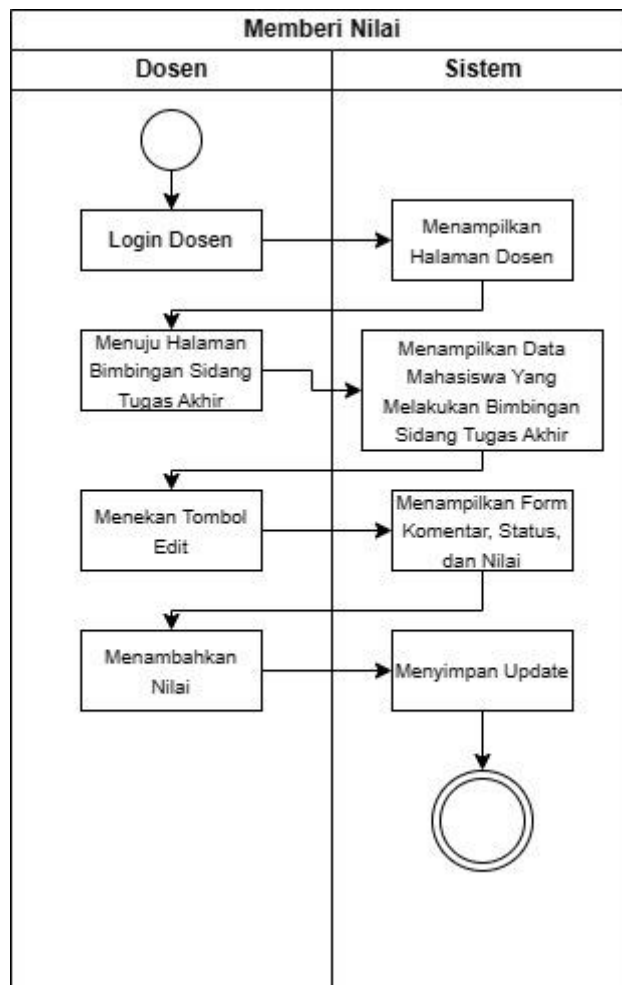 Memberi Nilai
Dosen
Sistem
Login Dosen
Menampilkan
Halaman Dosen
Menuju Halaman
Bimbingan Sidang
Tugas Akhir
Menampilkan Data
Mahasiswa Yang
Melakukan Bimbingan
Sidang Tugas Akhir
Menekan Tombol
Edit
Menampilkan Form
Komentar, Status,
dan Nilai
Menambahkan
Nilai
Menyimpan Update